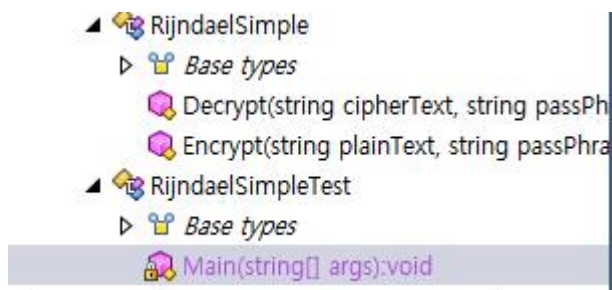 RijndaelSimple
Base types
Decrypt(string cipherText, string passPh
Encrypt(string plainText, string passPhra
RijndaelSimpleTest
Base types
Main(string[] args):void